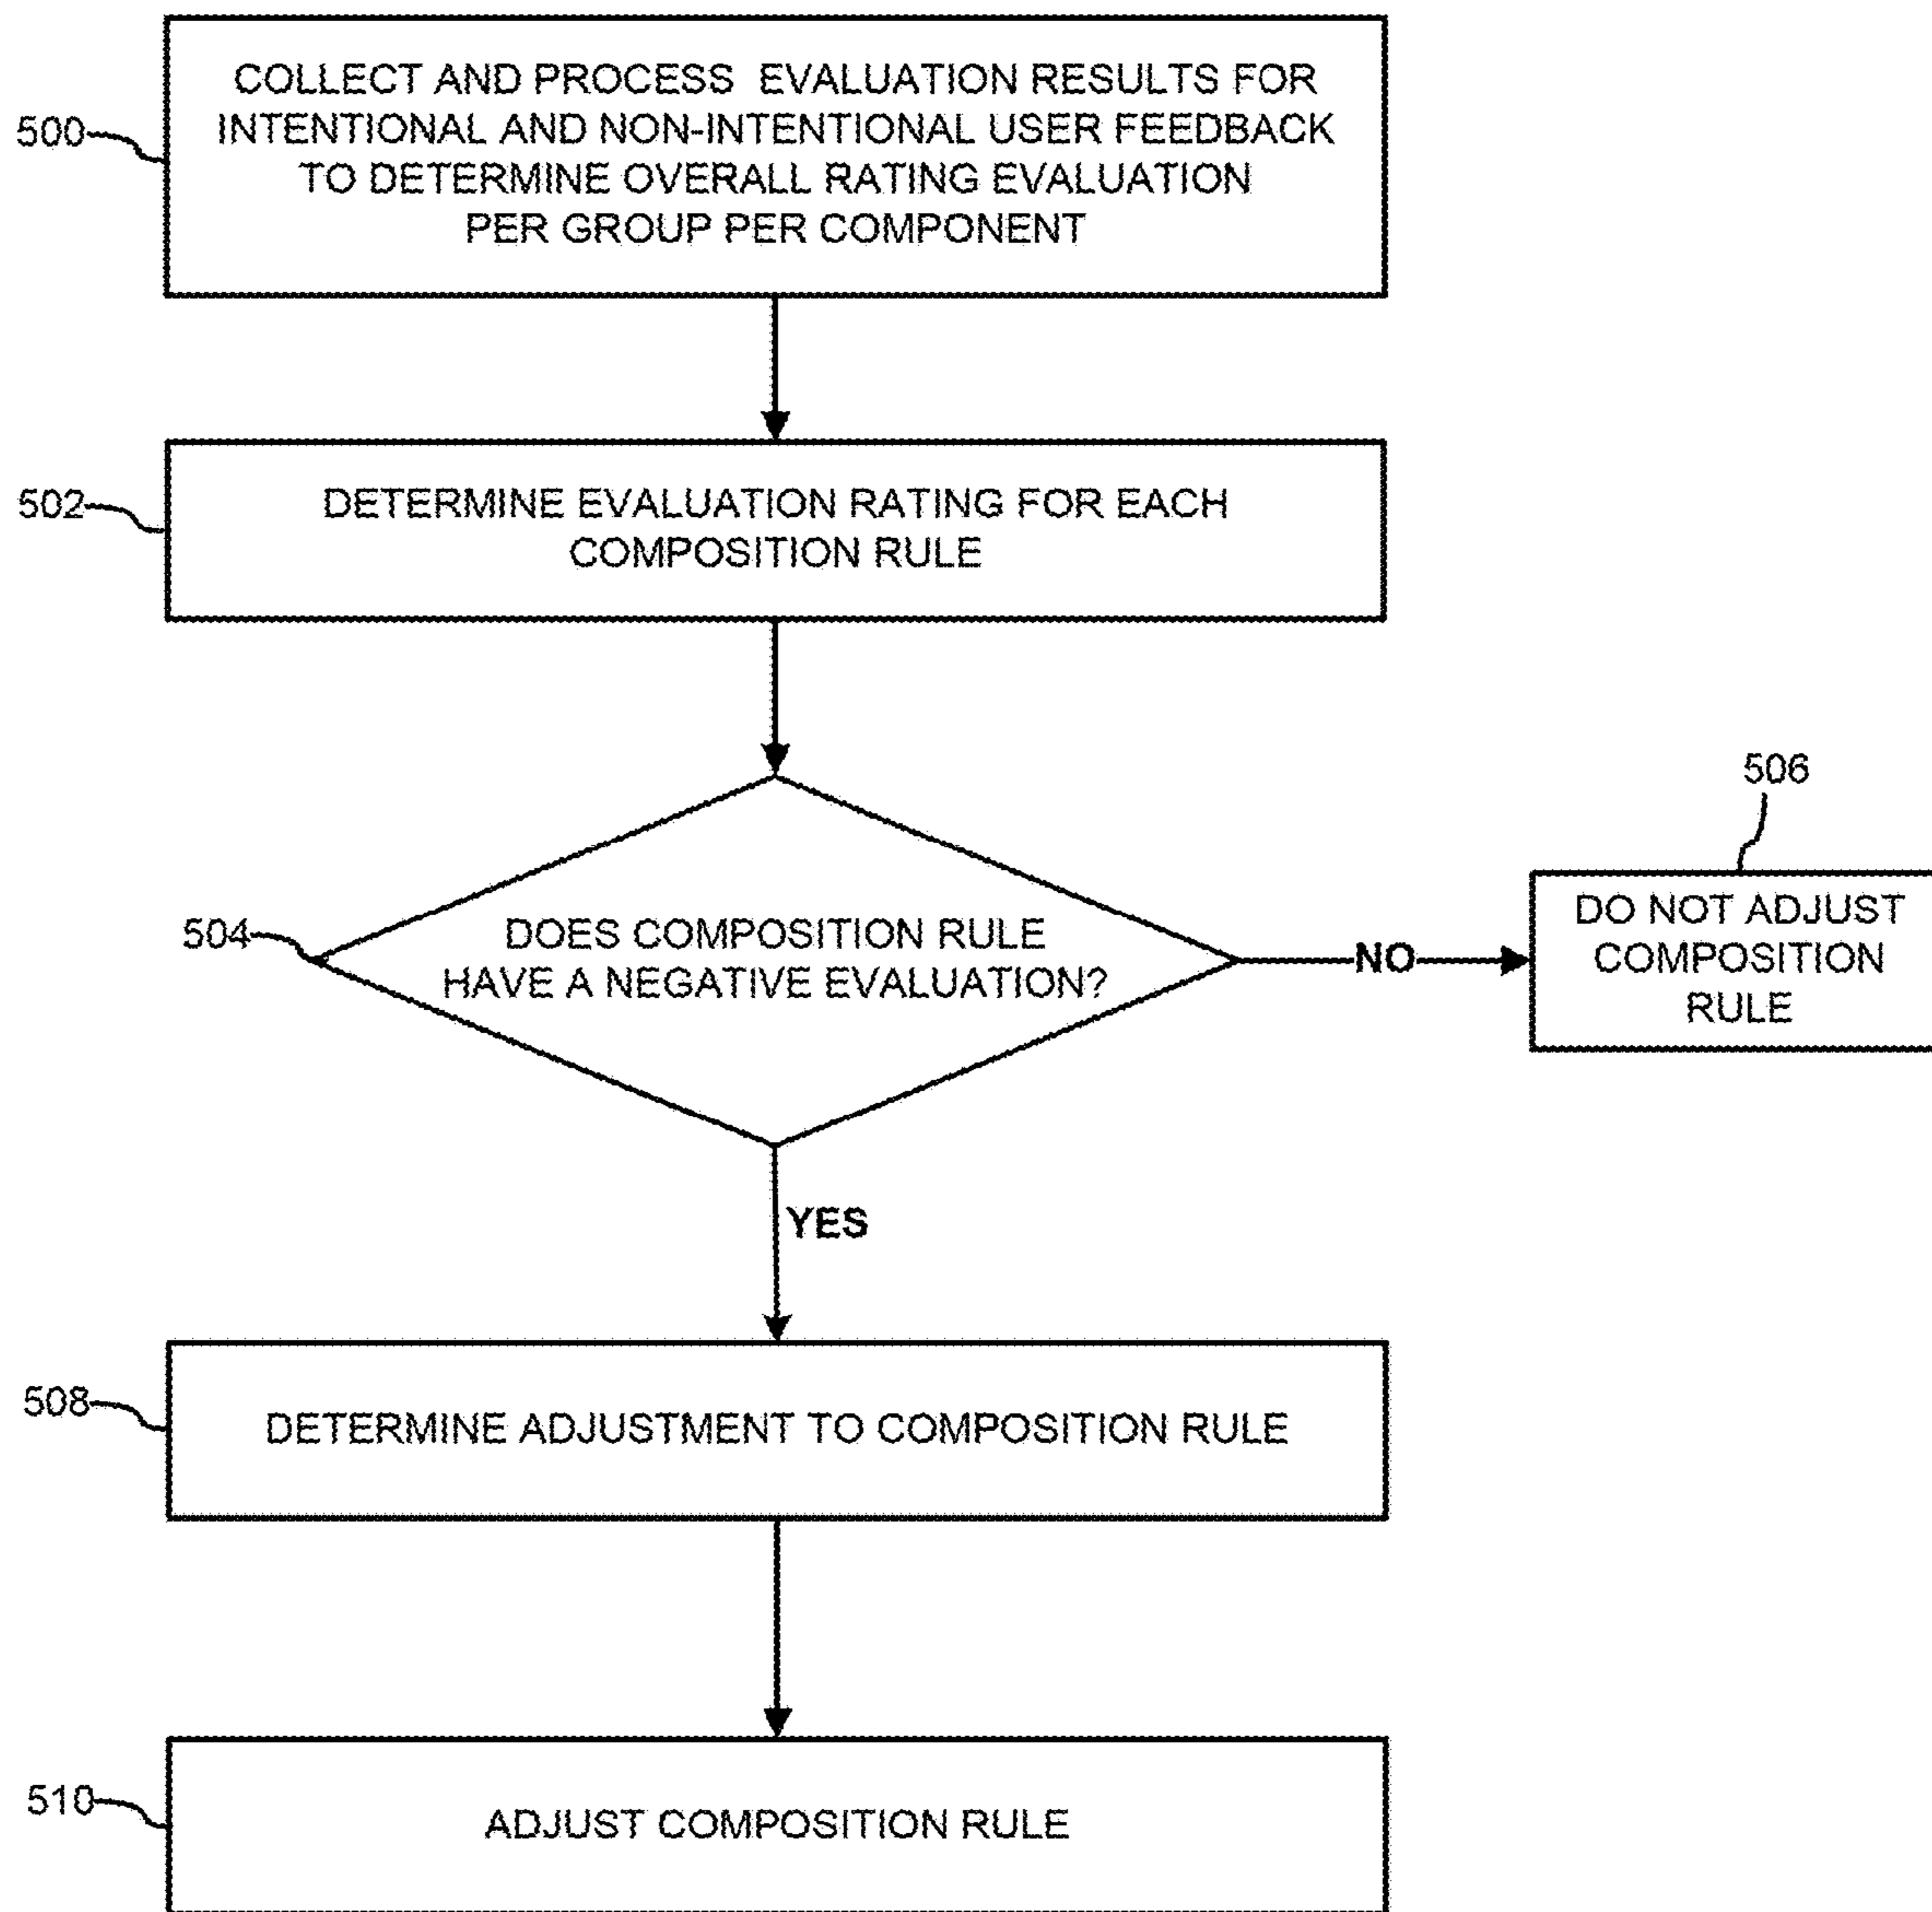 COLLECT AND PROCESS EVALUATION RESULTS FOR
INTENTIONAL AND NON-INTENTIONAL USER FEEDBACK
TO DETERMINE OVERALL RATING EVALUATION
PER GROUP PER COMPONENT
500
502
DETERMINE EVALUATION RATING FOR EACH
COMPOSITION RULE
504
DOES COMPOSITION RULE
HAVE A NEGATIVE EVALUATION?
NO
506
DO NOT ADJUST
COMPOSITION
RULE
YES
508
DETERMINE ADJUSTMENT TO COMPOSITION RULE
510
ADJUST COMPOSITION RULE